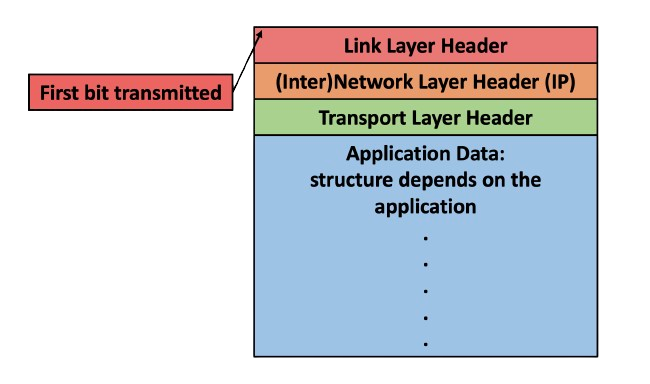 Link Layer Header
First bit transmitted
(Inter)Network Layer Header (IP)
Transport Layer Header
Application Data:
structure depends on the
application
.
.
.
.
.